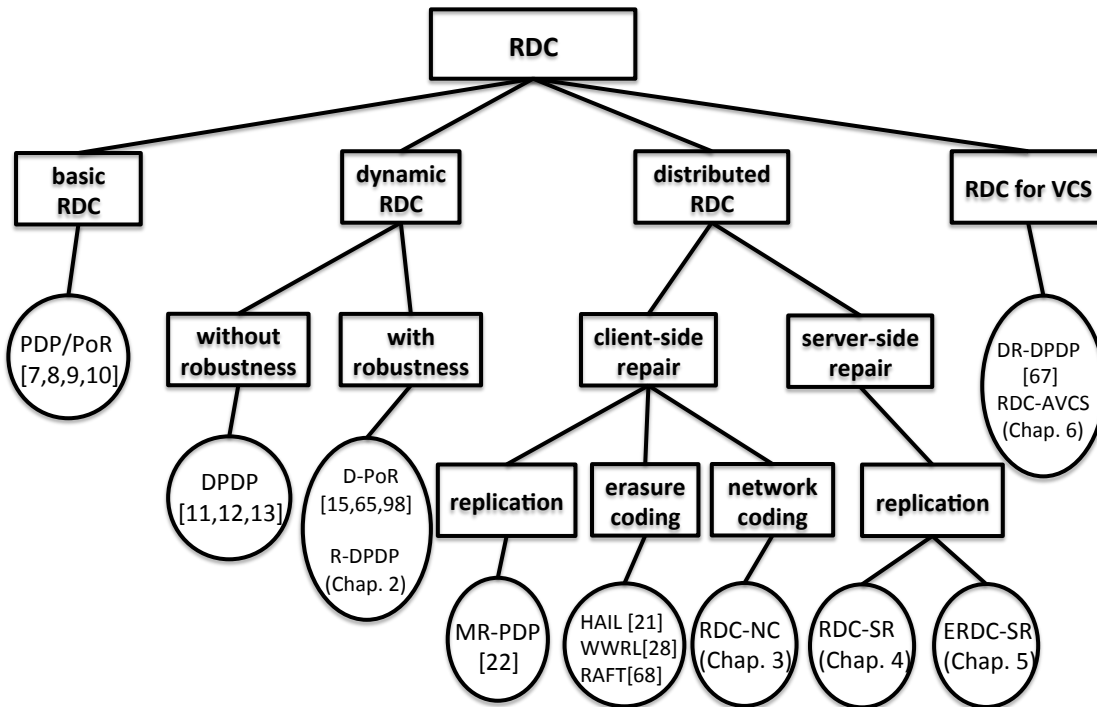 RDC
basic
RDC
dynamic
RDC
distributed
RDC
RDC for VCS
PDP/PoR
[7,8,9,10]
without
robustness
with
robustness
client-side
repair
server-side
repair
DR-DPDP
[67]
RDC-AVCS
(Chap. 6)
DPDP
[11,12,13]
D-PoR
[15,65,98]
R-DPDP
(Chap. 2)
replication
erasure
coding
network
coding
replication
MR-PDP
[22]
HAIL [21]
WWRL[28]
RAFT[68]
RDC-NC
(Chap. 3)
RDC-SR
(Chap. 4)
ERDC-SR
(Chap. 5)